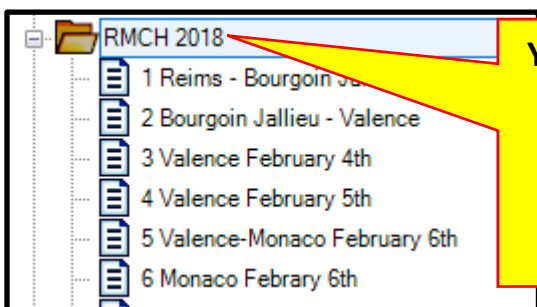 RMCH 2018
Y
1 Reims - Bourgoin
2 Bourgoin Jallieu - Valence
3 Valence February 4th
4 Valence February 5th
5 Valence-Monaco February 6th
6 Monaco Febrary 6th